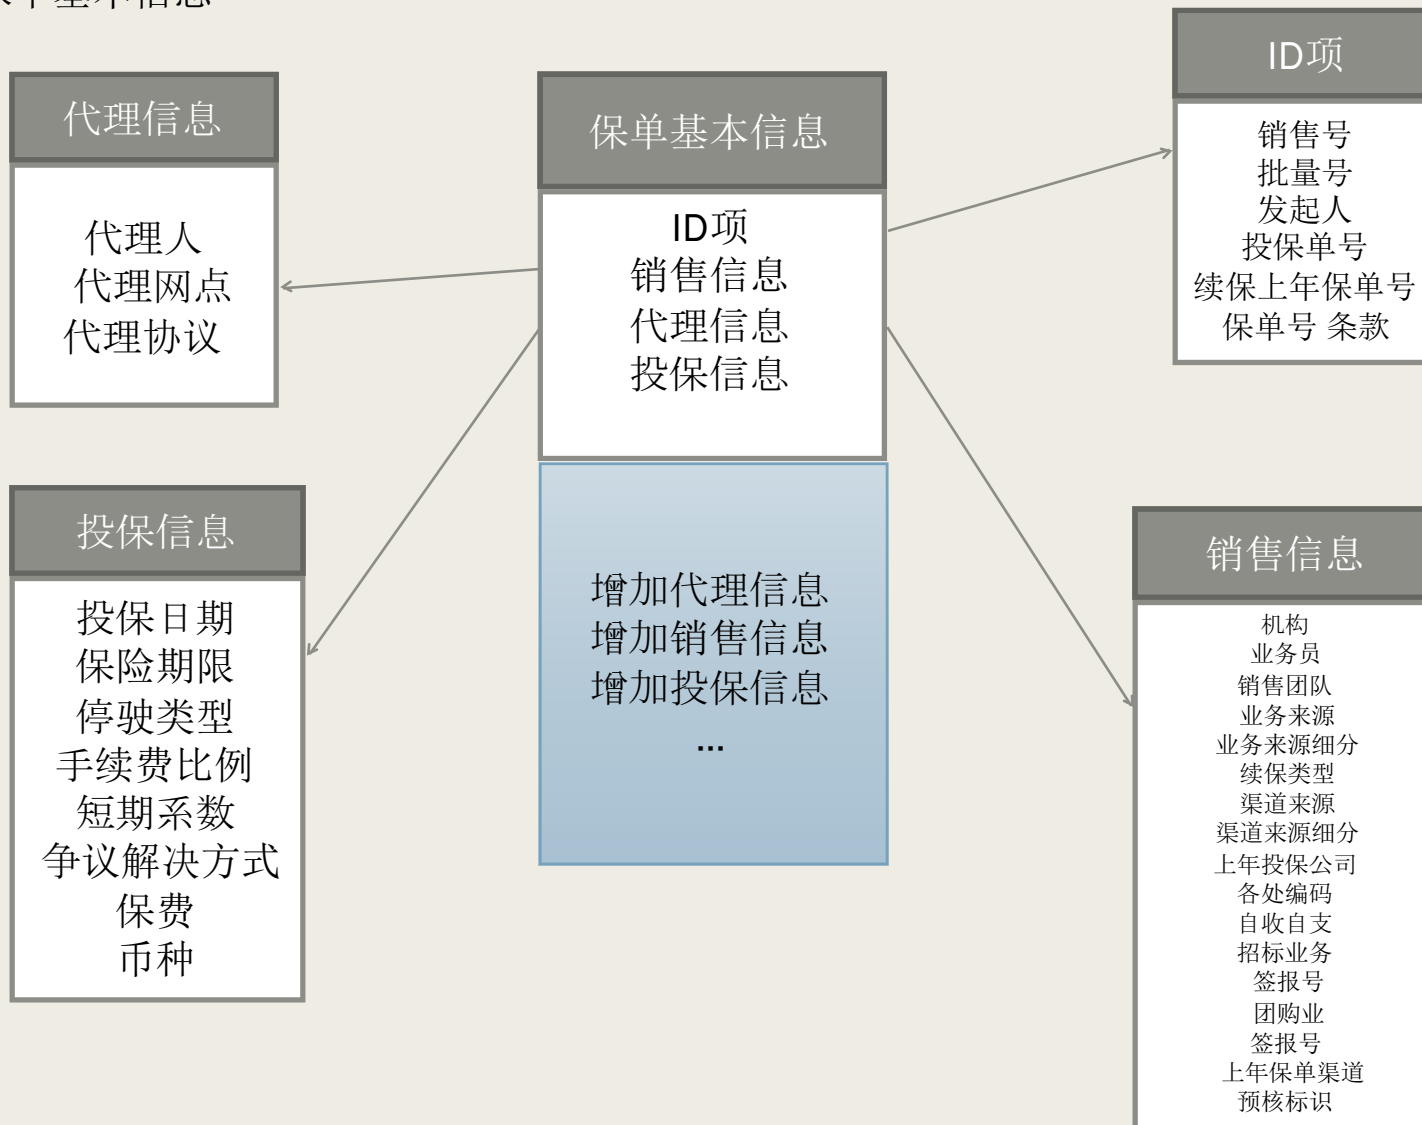 保单基本信息
代理信息
代理人
代理网点
代理协议
投保信息
投保日期
保险期限
停驶类型
手续费比例
短期系数
争议解决方式
保费
币种
保单基本信息
ID项
销售信息
代理信息
投保信息
增加代理信息
增加销售信息
增加投保信息
...
ID项
销售号
批量号
发起人
投保单号
续保上年保单号
保单号 条款
销售信息
机构
业务员
销售团队
业务来源
业务来源细分
续保类型
渠道来源
渠道来源细分
上年投保公司
各处编码
自收自支
招标业务
签报号
团购业
签报号
上年保单渠道
预核标识